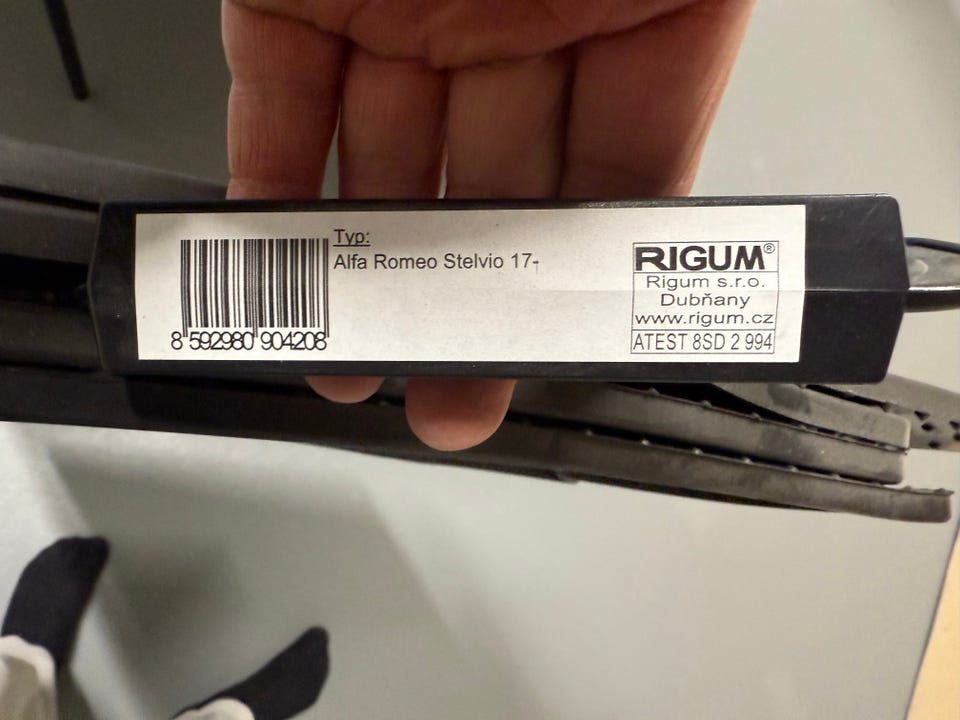 Typ:
Alfa Romeo Stelvio 17-
8 592980 904208
RIGUM®
Rigum s.r.o.
Dubňany
www.rigum.cz
ATEST 8SD 2 994